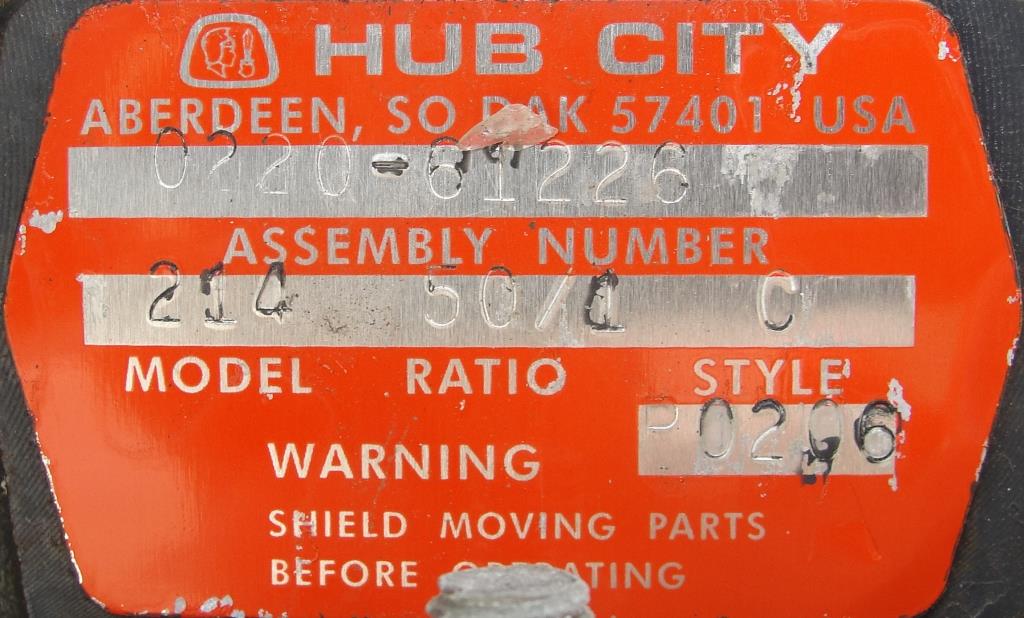 HUB CITY
ABERDEEN, SO DAK 57401 USA
0220-61226
ASSEMBLY NUMBER
214 50/1 C
MODEL RATIO STYLE
WARNING
SHIELD MOVING PARTS
BEFORE OPERATING